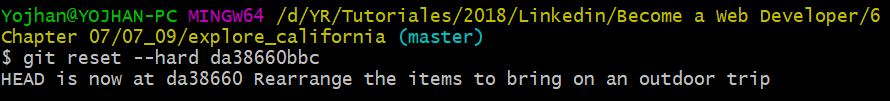 Yojhan@YOJHAN-PC MINGW64 /d/YR/Tutoriales/2018/Linkedin/Become a Web Developer/6
Chapter 07/07_09/explore_california (master)
$ git reset --hard da38660bbc
HEAD is now at da38660 Rearrange the items to bring on an outdoor trip